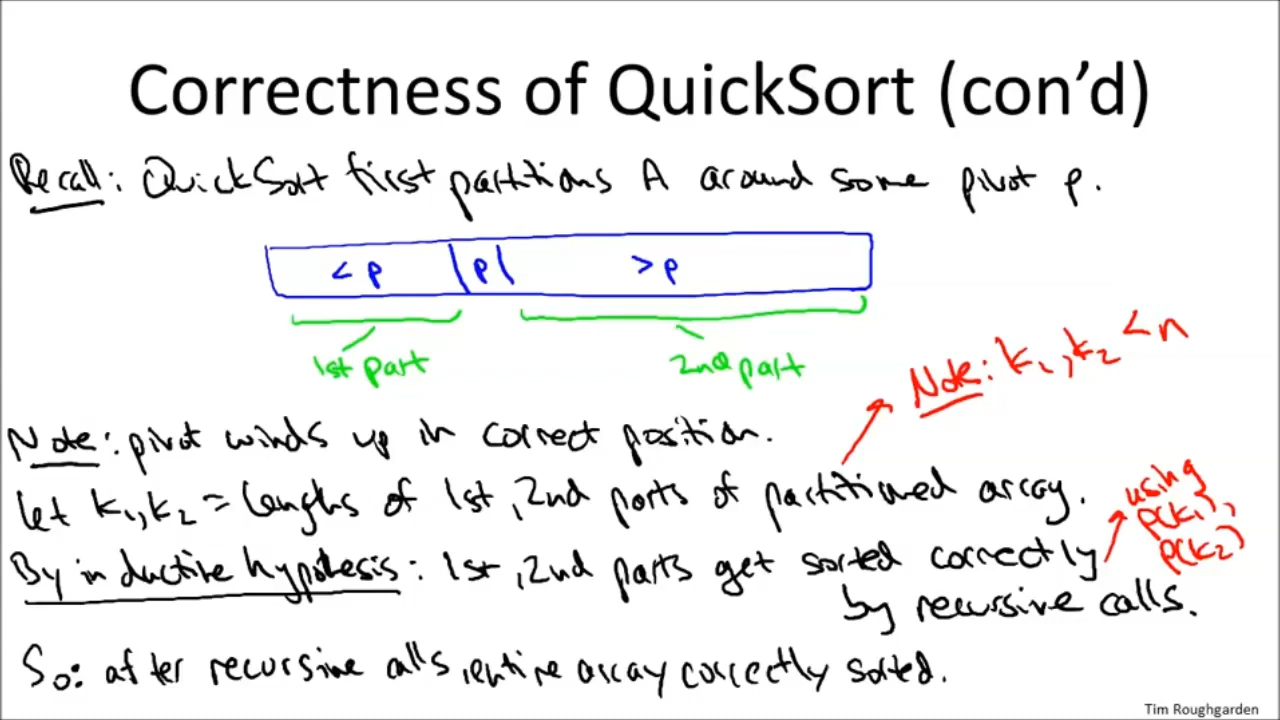 Correctness of QuickSort (con'd)
Recall: QuickSort first partitions A around some pivot p.
< p | p | > p
1st part 2nd part
Note: k1, k2 < n
Note: pivot winds up in correct position.
let k1, k2 = lengths of 1st, 2nd parts of partitioned array.
using
p(k1),
p(k2)
By inductive hypothesis: 1st, 2nd parts get sorted correctly
by recursive calls.
So: after recursive calls, entire array correctly sorted.
Tim Roughgarden